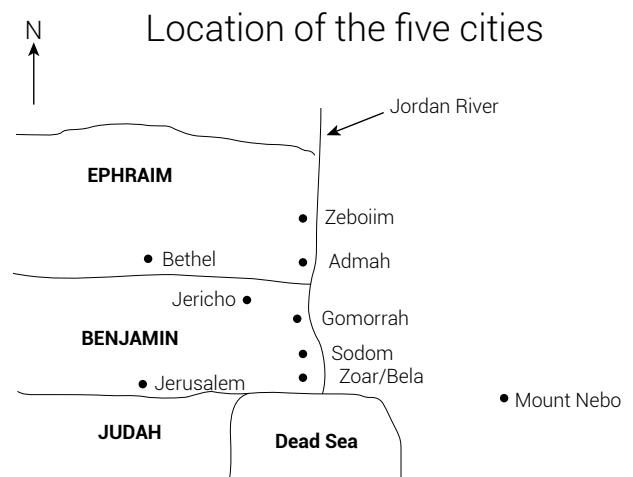 N
Location of the five cities
Jordan River
EPHRAIM
Zeboiim
Bethel
Admah
Jericho
Gomorrah
BENJAMIN
Sodom
Zoar/Bela
Jerusalem
Mount Nebo
JUDAH
Dead Sea